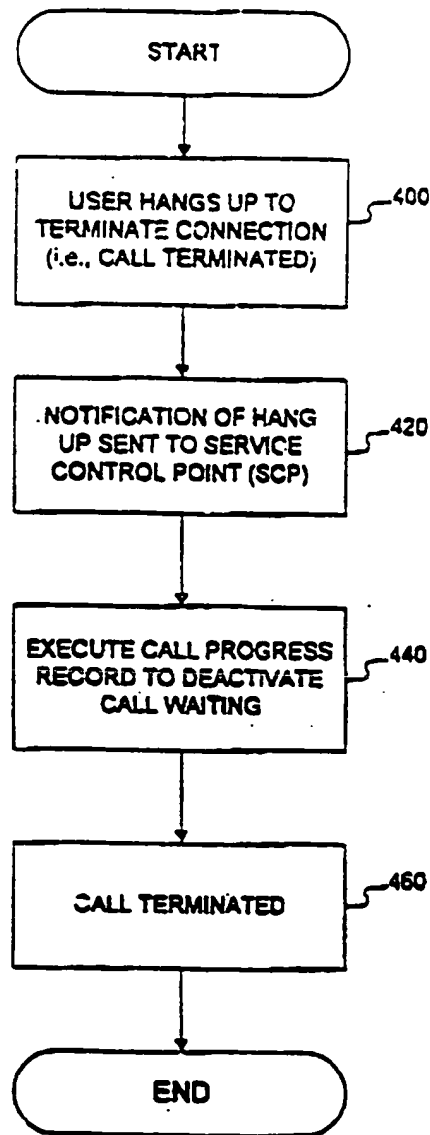 START
USER HANGS UP TO
TERMINATE CONNECTION
(i.e., CALL TERMINATED)
400
NOTIFICATION OF HANG
UP SENT TO SERVICE
CONTROL POINT (SCP)
420
EXECUTE CALL PROGRESS
RECORD TO DEACTIVATE
CALL WAITING
440
CALL TERMINATED
460
END